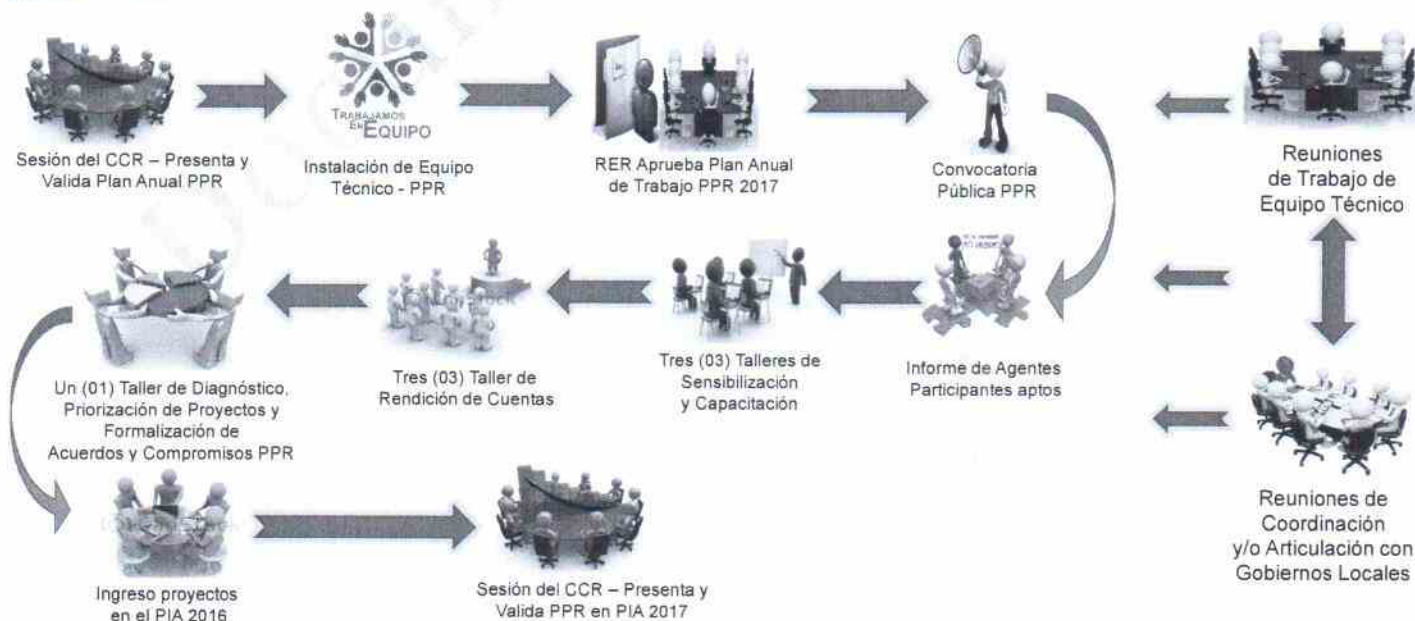 Sesión del CCR – Presenta y
Valida Plan Anual PPR
TRABAJAMOS
EN EQUIPO
Instalación de Equipo
Técnico - PPR
RER Aprueba Plan Anual
de Trabajo PPR 2017
Convocatoria
Pública PPR
Reuniones
de Trabajo de
Equipo Técnico
Un (01) Taller de Diagnóstico.
Priorización de Proyectos y
Formalización de
Acuerdos y Compromisos PPR
Tres (03) Taller de
Rendición de Cuentas
Tres (03) Talleres de
Sensibilización
y Capacitación
Informe de Agentes
Participantes aptos
Reuniones de
Coordinación
y/o Articulación con
Gobiernos Locales
Ingreso proyectos
en el PIA 2016
Sesión del CCR – Presenta y
Valida PPR en PIA 2017